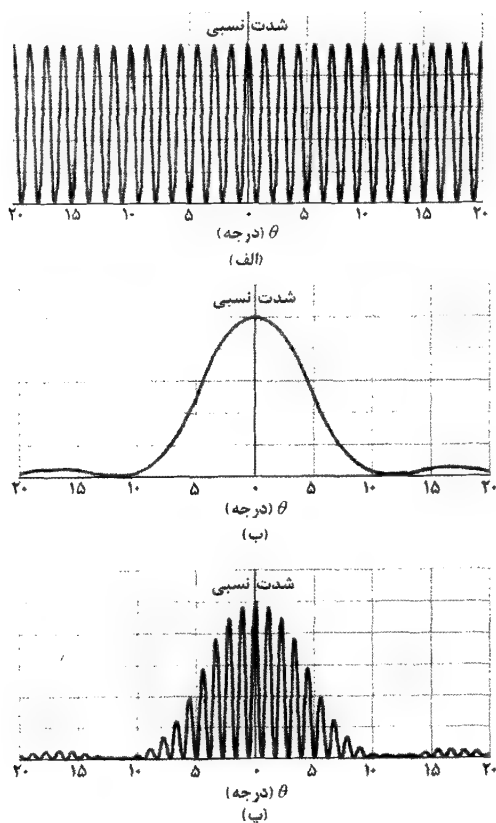 شدت نسبی
۲۰ ۱۵ ۱۰ ۵ ۰ ۵ ۱۰ ۱۵ ۲۰
θ (درجه)
(الف)
شدت نسبی
۲۰ ۱۵ ۱۰ ۵ ۰ ۵ ۱۰ ۱۵ ۲۰
θ (درجه)
(ب)
شدت نسبی
۲۰ ۱۵ ۱۰ ۵ ۰ ۵ ۱۰ ۱۵ ۲۰
θ (درجه)
(پ)